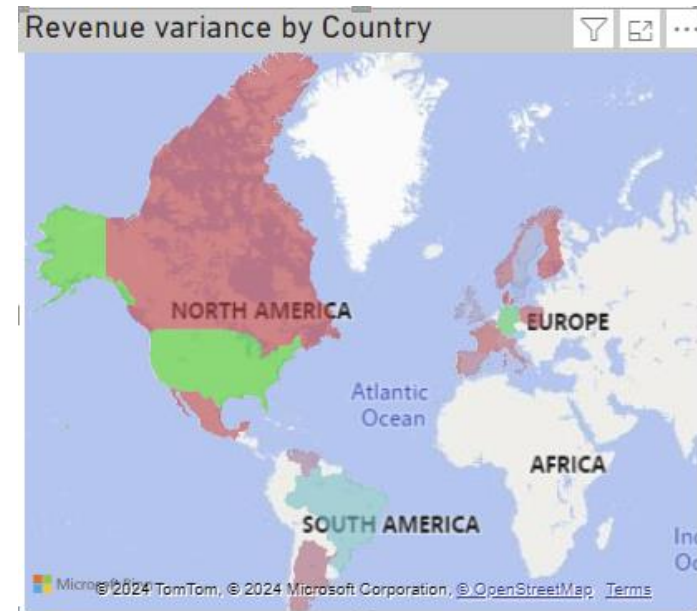 Revenue variance by Country
NORTH AMERICA
EUROPE
Atlantic
Ocean
AFRICA
SOUTH AMERICA
© 2024 TomTom, © 2024 Microsoft Corporation, © OpenStreetMap Terms